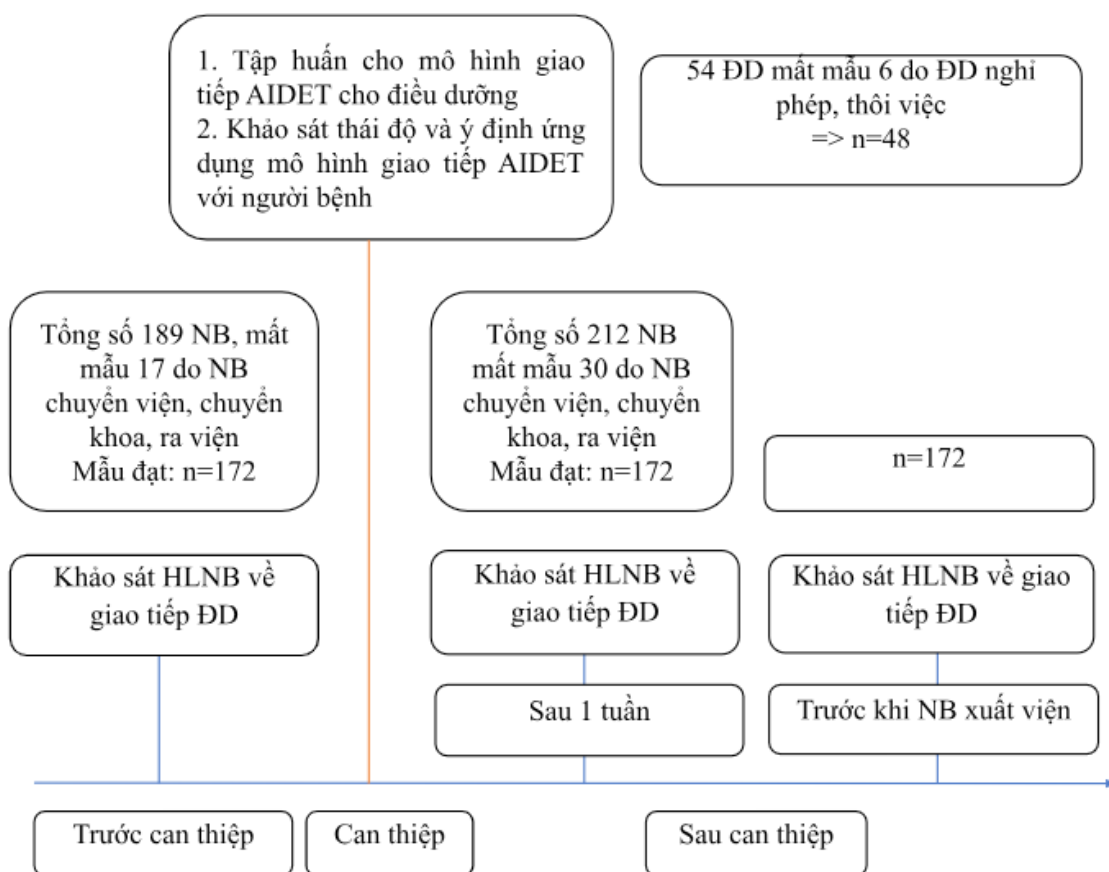 1. Tập huấn cho mô hình giao
tiếp AIDET cho điều dưỡng
2. Khảo sát thái độ và ý định ứng
dụng mô hình giao tiếp AIDET
với người bệnh
54 ĐD mất mẫu 6 do ĐD nghỉ
phép, thôi việc
=> n=48
Tổng số 189 NB, mất
mẫu 17 do NB
chuyển viện, chuyển
khoa, ra viện
Mẫu đạt: n=172
Tổng số 212 NB
mất mẫu 30 do NB
chuyển viện, chuyển
khoa, ra viện
Mẫu đạt: n=172
n=172
Khảo sát HLNB về
giao tiếp ĐD
Khảo sát HLNB về
giao tiếp ĐD
Khảo sát HLNB về giao
tiếp ĐD
Sau 1 tuần
Trước khi NB xuất viện
Trước can thiệp
Can thiệp
Sau can thiệp